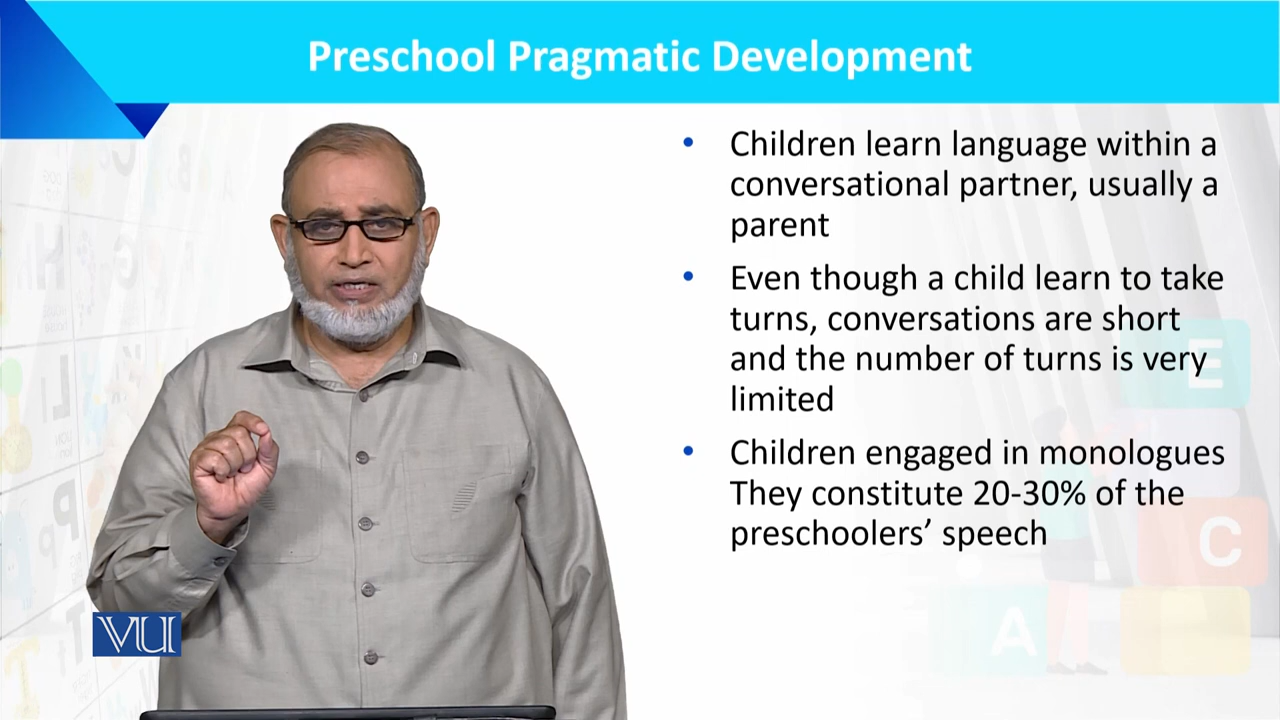 Preschool Pragmatic Development
• Children learn language within a
conversational partner, usually a
parent
• Even though a child learn to take
turns, conversations are short
and the number of turns is very
limited
• Children engaged in monologues
They constitute 20-30% of the
preschoolers’ speech
E
C
A
VU